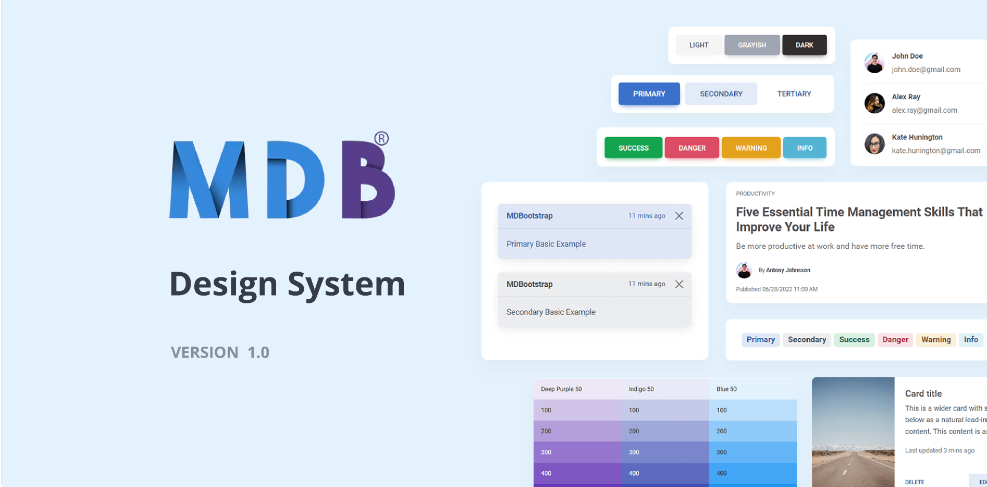 MDB®
Design System
VERSION 1.0
LIGHT GRAYISH DARK
PRIMARY SECONDARY TERTIARY
SUCCESS DANGER WARNING INFO
John Doe
john.doe@gmail.com
Alex Ray
alex.ray@gmail.com
Kate Hunington
kate.hunington@gmail.com
MDBootstrap 11 mins ago
Primary Basic Example
MDBootstrap 11 mins ago
Secondary Basic Example
PRODUCTIVITY
Five Essential Time Management Skills That
Improve Your Life
Be more productive at work and have more free time.
By Antony Johnsson
Published 06/28/2022 11:00 AM
Primary Secondary Success Danger Warning Info
Deep Purple 50 Indigo 50 Blue 50
100 100 100
200 200 200
300 300 300
400 400 400
Card title
This is a wider card with
below as a natural lead-in
content. This content is
Last updated 3 mins ago
DELETE